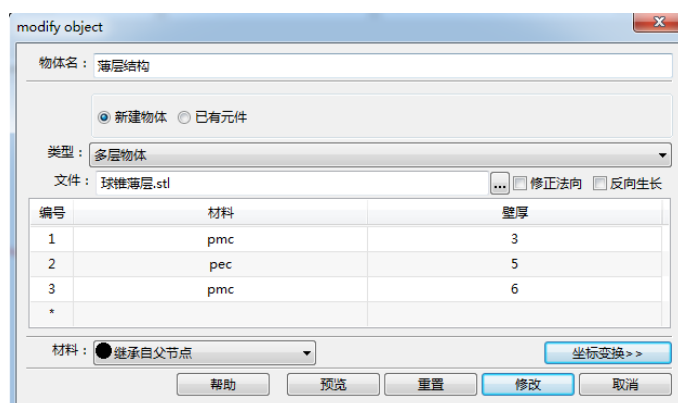 modify object
物体名： 薄层结构
新建物体 已有元件
类型： 多层物体
文件： 球锥薄层.stl ... 修正法向 反向生长
编号 材料 壁厚
1 pmc 3
2 pec 5
3 pmc 6
*
材料： 继承自父节点 坐标变换>>
帮助 预览 重置 修改 取消